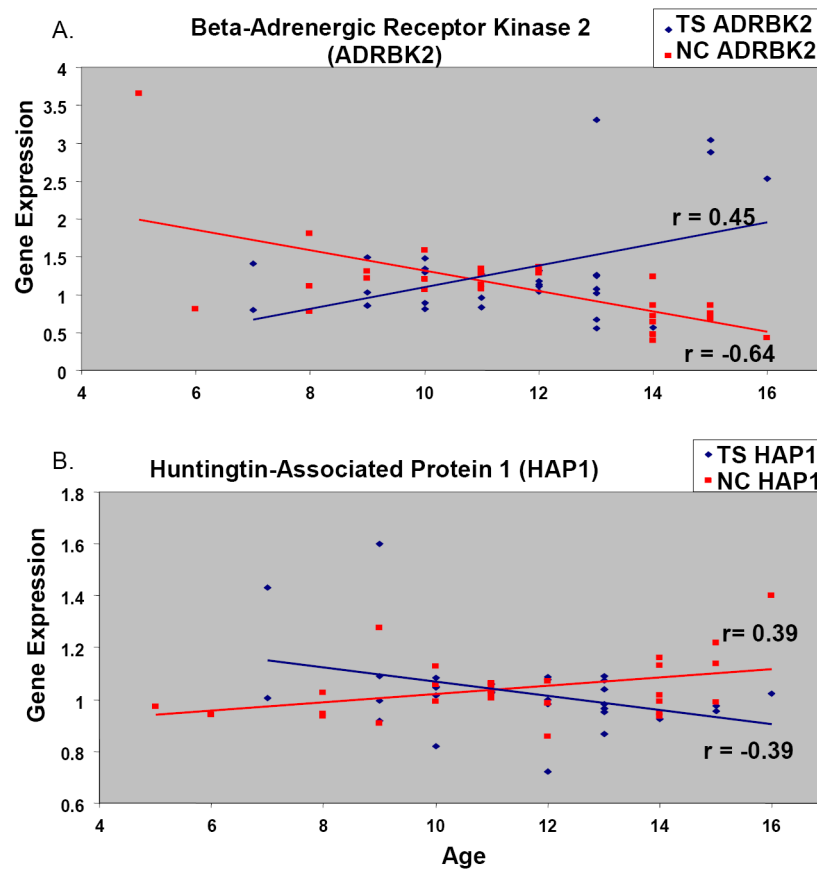 A.
Beta-Adrenergic Receptor Kinase 2
(ADRBK2)
TS ADRBK2
NC ADRBK2
Gene Expression
4
3.5
3
2.5
2
1.5
1
0.5
0
r = 0.45
r = -0.64
4 6 8 10 12 14 16
B.
Huntingtin-Associated Protein 1 (HAP1)
TS HAP1
NC HAP1
Gene Expression
1.8
1.6
1.4
1.2
1
0.8
0.6
r= 0.39
r = -0.39
4 6 8 10 12 14 16
Age